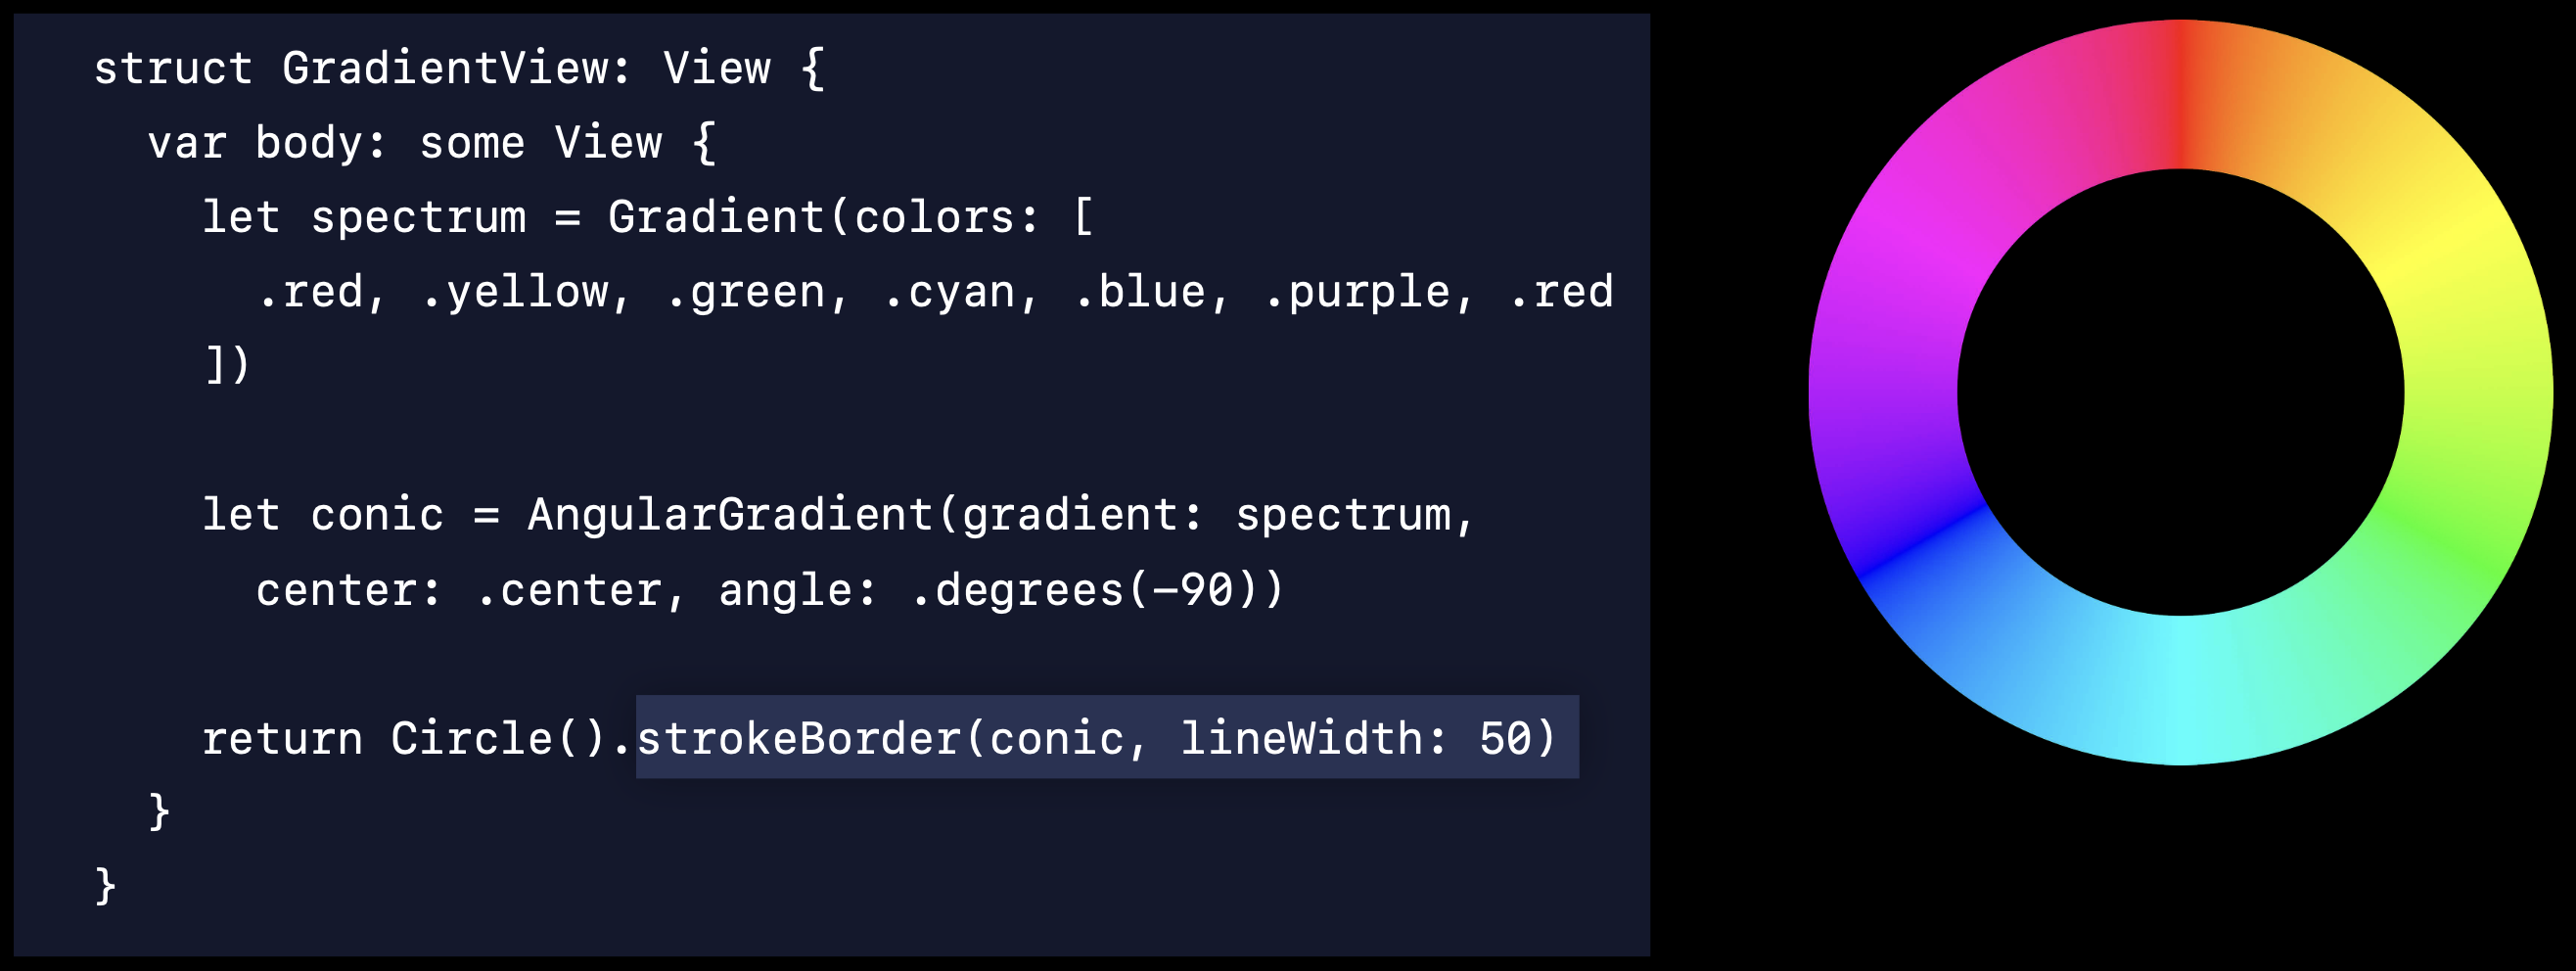 struct GradientView: View {
  var body: some View {
    let spectrum = Gradient(colors: [
      .red, .yellow, .green, .cyan, .blue, .purple, .red
    ])

    let conic = AngularGradient(gradient: spectrum,
      center: .center, angle: .degrees(−90))

    return Circle().strokeBorder(conic, lineWidth: 50)
  }
}